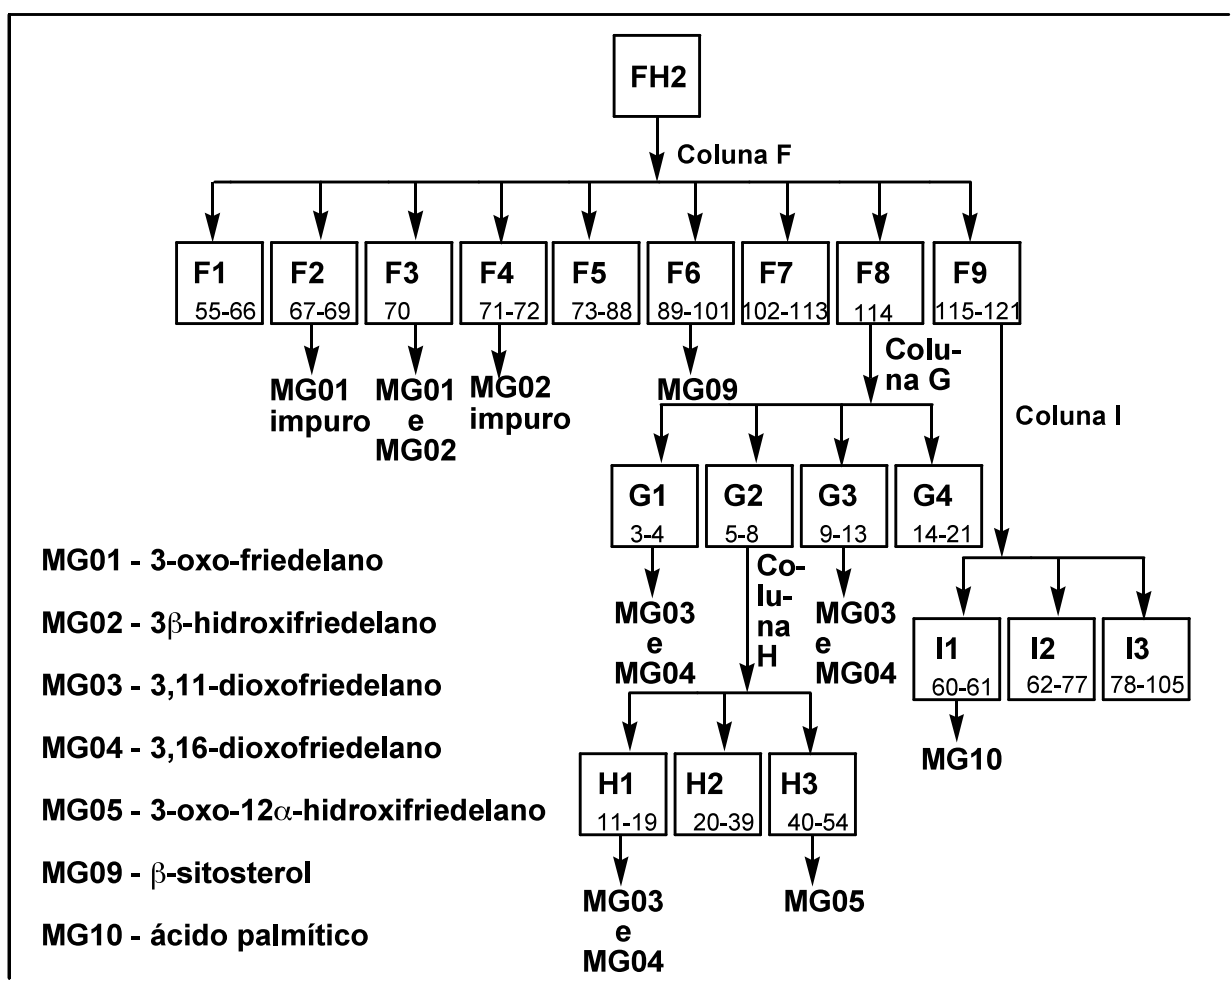 FH2
Coluna F
F1 F2 F3 F4 F5 F6 F7 F8 F9
55-66 67-69 70 71-72 73-88 89-101 102-113 114 115-121
MG01
impuro
MG01
e
MG02
MG02
impuro
MG09
Colu-
na G
Coluna I
G1 G2 G3 G4
3-4 5-8 9-13 14-21
MG03
e
MG04
Co-
lu-
na
H
MG03
e
MG04
I1 I2 I3
60-61 62-77 78-105
MG10
H1 H2 H3
11-19 20-39 40-54
MG03
e
MG04
MG05
MG01 - 3-oxo-friedelano
MG02 - 3β-hidroxifriedelano
MG03 - 3,11-dioxofriedelano
MG04 - 3,16-dioxofriedelano
MG05 - 3-oxo-12α-hidroxifriedelano
MG09 - β-sitosterol
MG10 - ácido palmítico